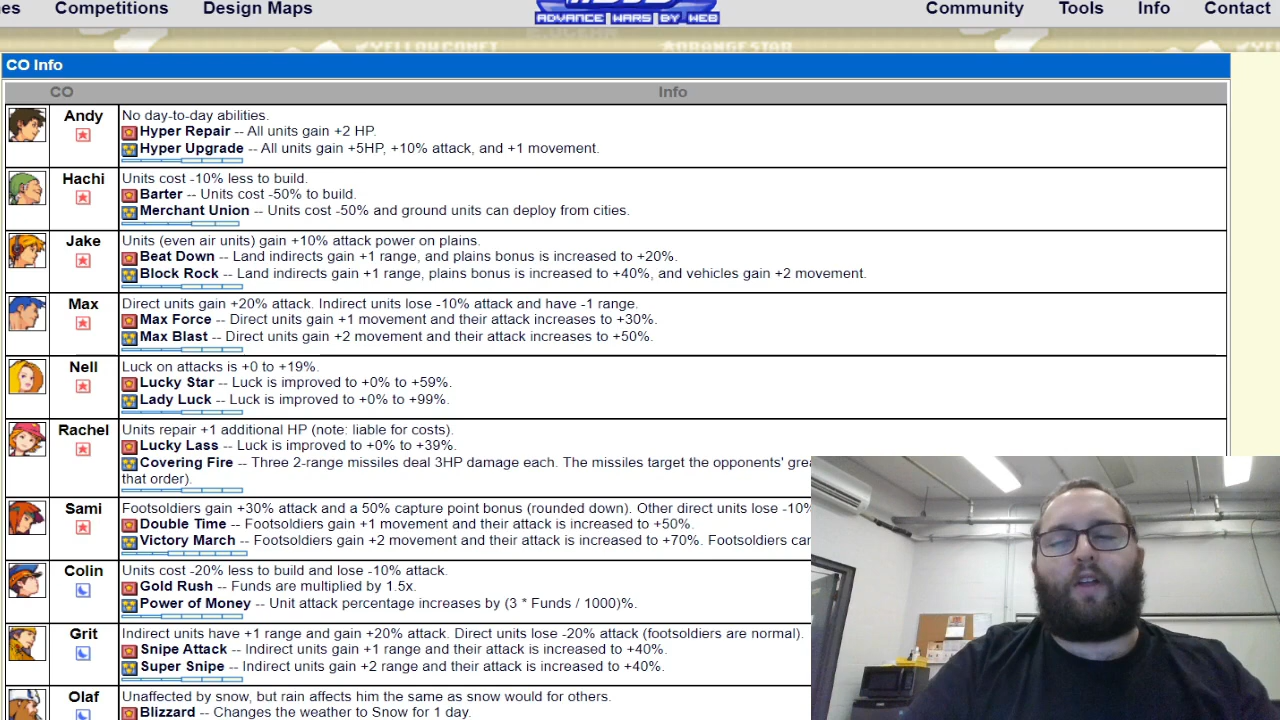 es Competitions Design Maps Community Tools Info Contact
ADVANCE WARS BY WEB
YELLOW COMET ORANGE STAR
CO Info
CO Info
Andy No day-to-day abilities.
Hyper Repair -- All units gain +2 HP.
Hyper Upgrade -- All units gain +5HP, +10% attack, and +1 movement.
Hachi Units cost -10% less to build.
Barter -- Units cost -50% to build.
Merchant Union -- Units cost -50% and ground units can deploy from cities.
Jake Units (even air units) gain +10% attack power on plains.
Beat Down -- Land indirects gain +1 range, and plains bonus is increased to +20%.
Block Rock -- Land indirects gain +1 range, plains bonus is increased to +40%, and vehicles gain +2 movement.
Max Direct units gain +20% attack. Indirect units lose -10% attack and have -1 range.
Max Force -- Direct units gain +1 movement and their attack increases to +30%.
Max Blast -- Direct units gain +2 movement and their attack increases to +50%.
Nell Luck on attacks is +0 to +19%.
Lucky Star -- Luck is improved to +0% to +59%.
Lady Luck -- Luck is improved to +0% to +99%.
Rachel Units repair +1 additional HP (note: liable for costs).
Lucky Lass -- Luck is improved to +0% to +39%.
Covering Fire -- Three 2-range missiles deal 3HP damage each. The missiles target the opponents' grea
that order).
Sami Footsoldiers gain +30% attack and a 50% capture point bonus (rounded down). Other direct units lose -10%
Double Time -- Footsoldiers gain +1 movement and their attack is increased to +50%.
Victory March -- Footsoldiers gain +2 movement and their attack is increased to +70%. Footsoldiers can
Colin Units cost -20% less to build and lose -10% attack.
Gold Rush -- Funds are multiplied by 1.5x.
Power of Money -- Unit attack percentage increases by (3 * Funds / 1000)%.
Grit Indirect units have +1 range and gain +20% attack. Direct units lose -20% attack (footsoldiers are normal).
Snipe Attack -- Indirect units gain +1 range and their attack is increased to +40%.
Super Snipe -- Indirect units gain +2 range and their attack is increased to +40%.
Olaf Unaffected by snow, but rain affects him the same as snow would for others.
Blizzard -- Changes the weather to Snow for 1 day.